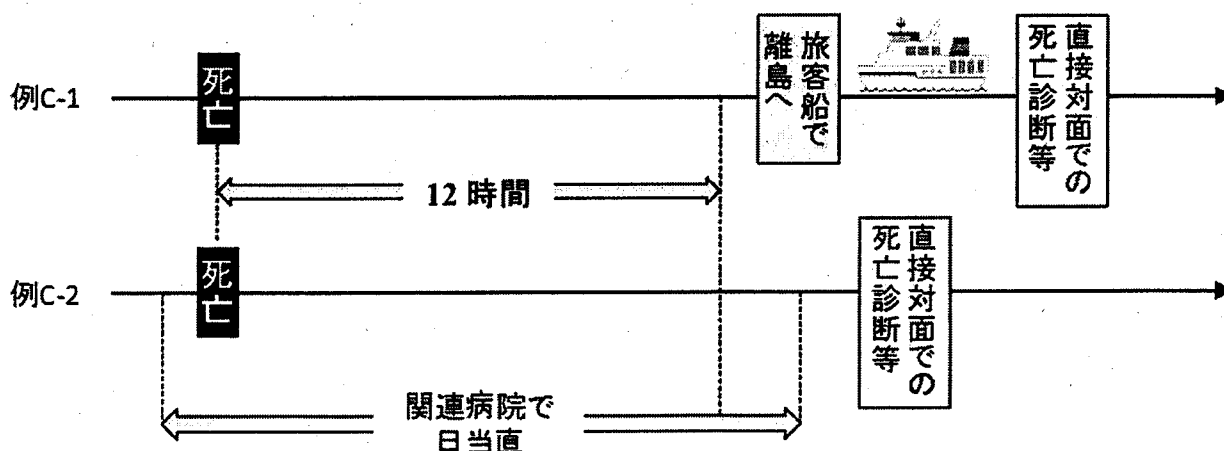 例C-1
死亡
旅客船で
離島へ
直接対面での
死亡診断等
12 時間
例C-2
死亡
直接対面での
死亡診断等
関連病院で
日当直